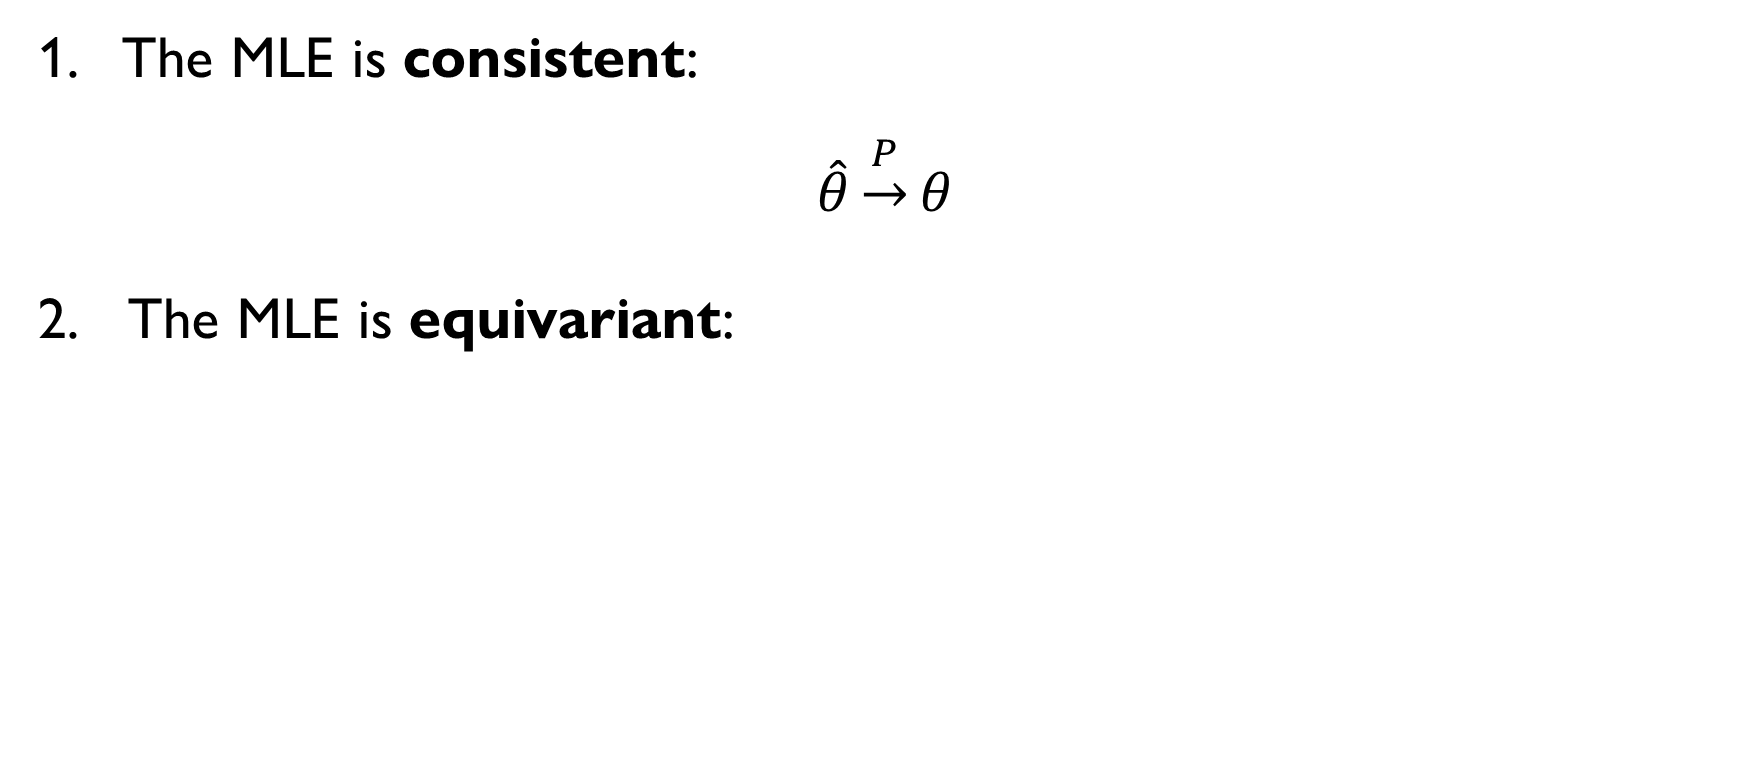 1. The MLE is consistent:
P
θ̂ → θ
2. The MLE is equivariant: